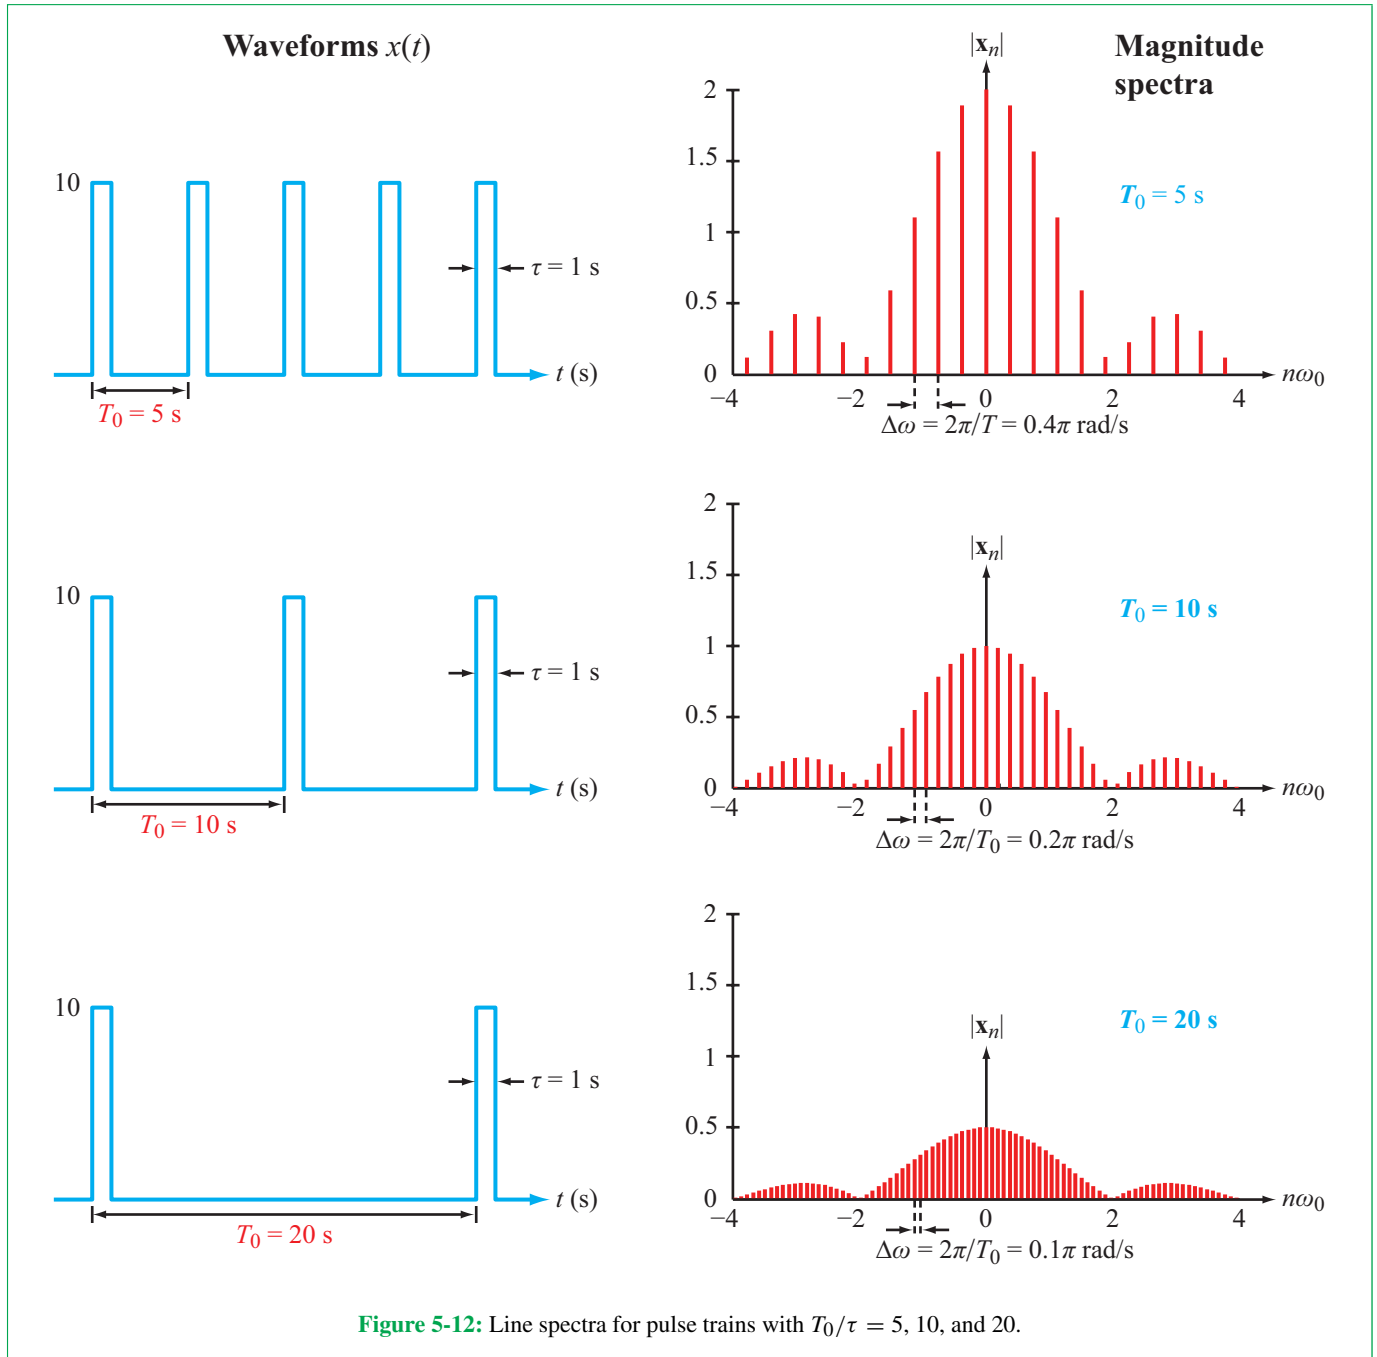 Waveforms x(t)
|xₙ|
Magnitude
spectra
2
1.5
1
0.5
0
T₀ = 5 s
10
τ = 1 s
t (s)
T₀ = 5 s
−4
−2
0
2
4
nω₀
Δω = 2π/T = 0.4π rad/s
2
1.5
1
0.5
0
|xₙ|
T₀ = 10 s
10
τ = 1 s
t (s)
T₀ = 10 s
−4
−2
0
2
4
nω₀
Δω = 2π/T₀ = 0.2π rad/s
2
1.5
1
0.5
0
|xₙ|
T₀ = 20 s
10
τ = 1 s
t (s)
T₀ = 20 s
−4
−2
0
2
4
nω₀
Δω = 2π/T₀ = 0.1π rad/s
Figure 5-12: Line spectra for pulse trains with T₀/τ = 5, 10, and 20.